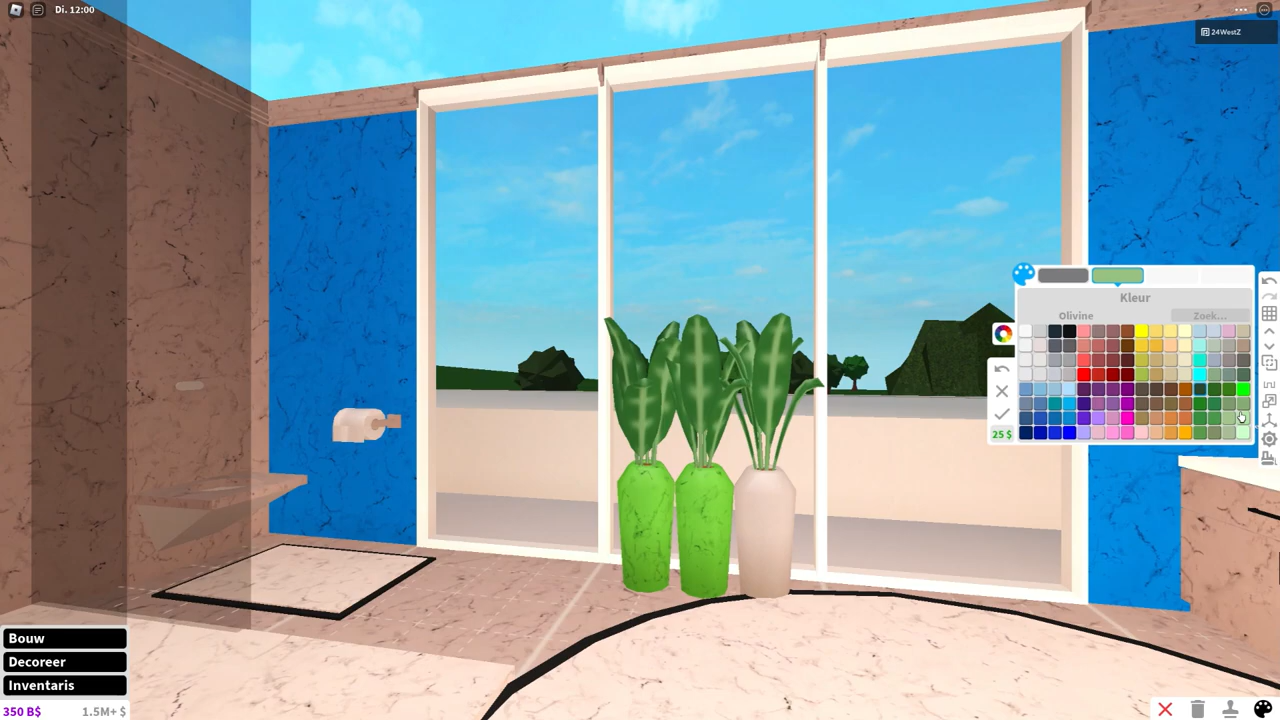 Di. 12:00
24WestZ
Kleur
Olivine
Zoek...
25 $
Bouw
Decoreer
Inventaris
350 B$
1.5M+ $